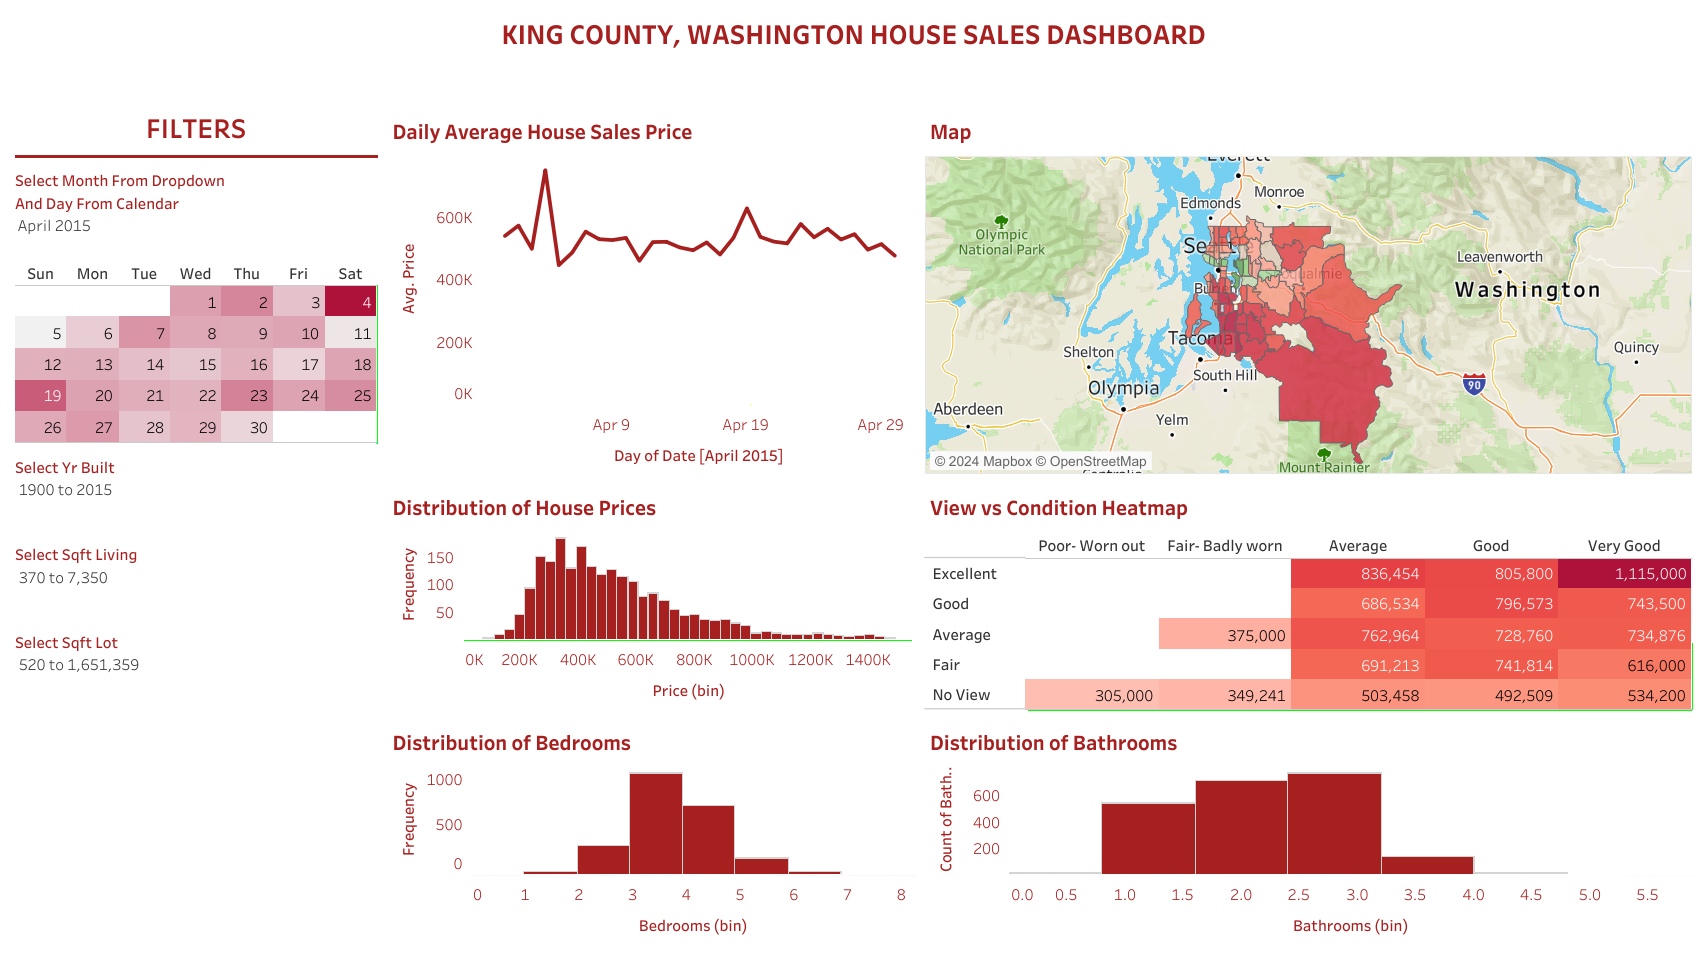 KING COUNTY, WASHINGTON HOUSE SALES DASHBOARD
FILTERS
Select Month From Dropdown
And Day From Calendar
April 2015
Sun Mon Tue Wed Thu Fri Sat
1 2 3 4
5 6 7 8 9 10 11
12 13 14 15 16 17 18
19 20 21 22 23 24 25
26 27 28 29 30
Select Yr Built
1900 to 2015
Select Sqft Living
370 to 7,350
Select Sqft Lot
520 to 1,651,359
Daily Average House Sales Price
Avg. Price
600K
400K
200K
0K
Apr 9 Apr 19 Apr 29
Day of Date [April 2015]
Map
Everett
Monroe
Edmonds
Olympic
National Park
Leavenworth
Washington
Tacoma
Shelton
Quincy
South Hill
Olympia
90
Aberdeen
Yelm
© 2024 Mapbox © OpenStreetMap
Mount Rainier
Distribution of House Prices
Frequency
150
100
50
0K 200K 400K 600K 800K 1000K 1200K 1400K
Price (bin)
View vs Condition Heatmap
Poor- Worn out Fair- Badly worn Average Good Very Good
Excellent 836,454 805,800 1,115,000
Good 686,534 796,573 743,500
Average 375,000 762,964 728,760 734,876
Fair 691,213 741,814 616,000
No View 305,000 349,241 503,458 492,509 534,200
Distribution of Bedrooms
Frequency
1000
500
0
0 1 2 3 4 5 6 7 8
Bedrooms (bin)
Distribution of Bathrooms
Count of Bath..
600
400
200
0.0 0.5 1.0 1.5 2.0 2.5 3.0 3.5 4.0 4.5 5.0 5.5
Bathrooms (bin)